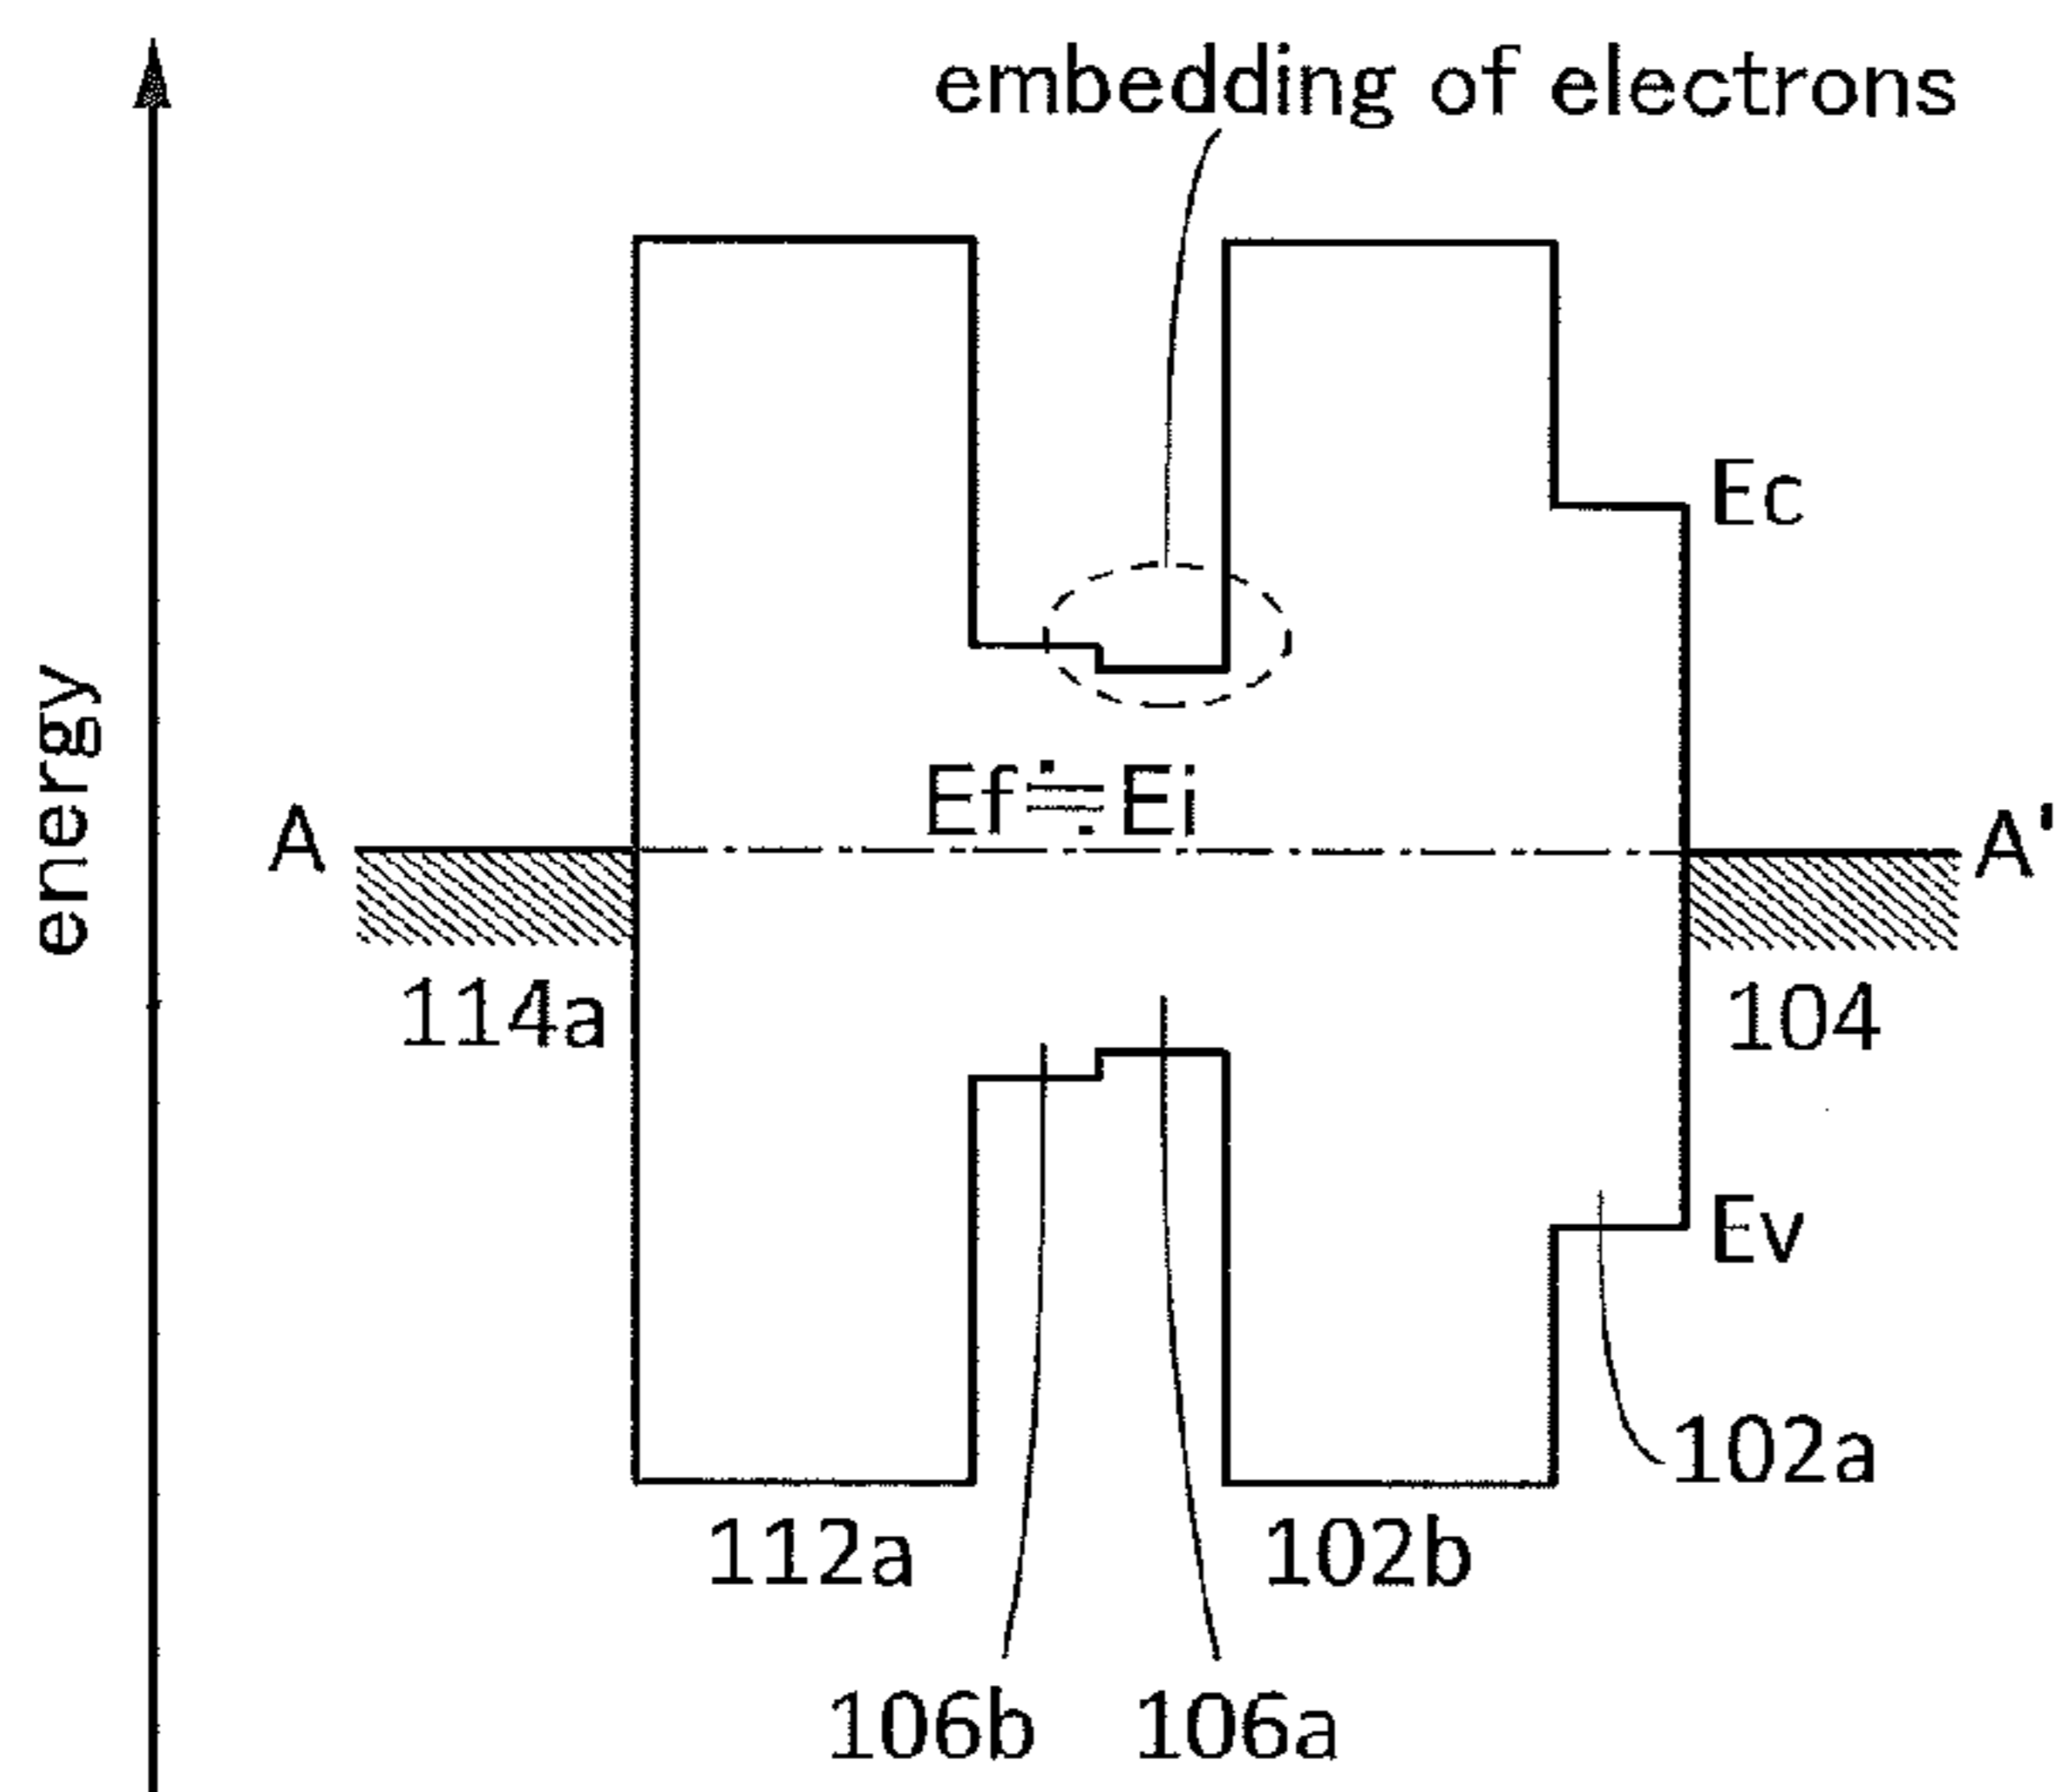 embedding of electrons
Ec
energy
Ef≒Ei
A
A'
114a
104
Ev
102a
112a
102b
106b
106a